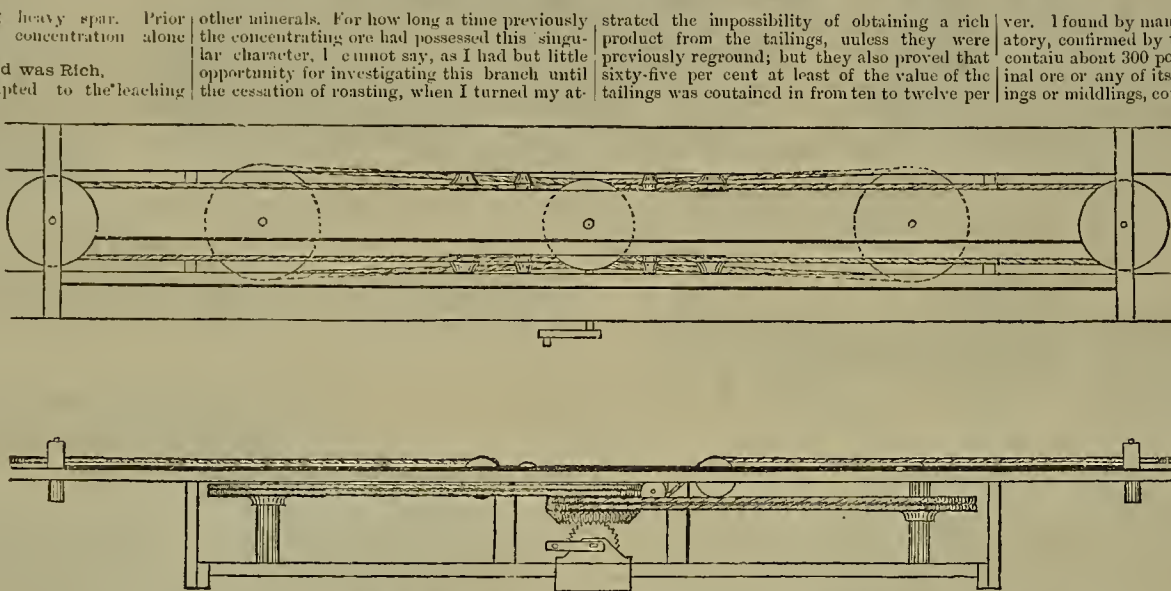 heavy spar. Prior
concentration alone
d was Rich,
pted to the leaching
other minerals. For how long a time previously
the concentrating ore had possessed this singu-
lar character, I cannot say, as I had but little
opportunity for investigating this branch until
the cessation of roasting, when I turned my at-
strated the impossibility of obtaining a rich
product from the tailings, unless they were
previously reground; but they also proved that
sixty-five per cent at least of the value of the
tailings was contained in from ten to twelve per
ver. I found by man
atory, confirmed by
contain about 300 po
inal ore or any of its
ings or middlings, co